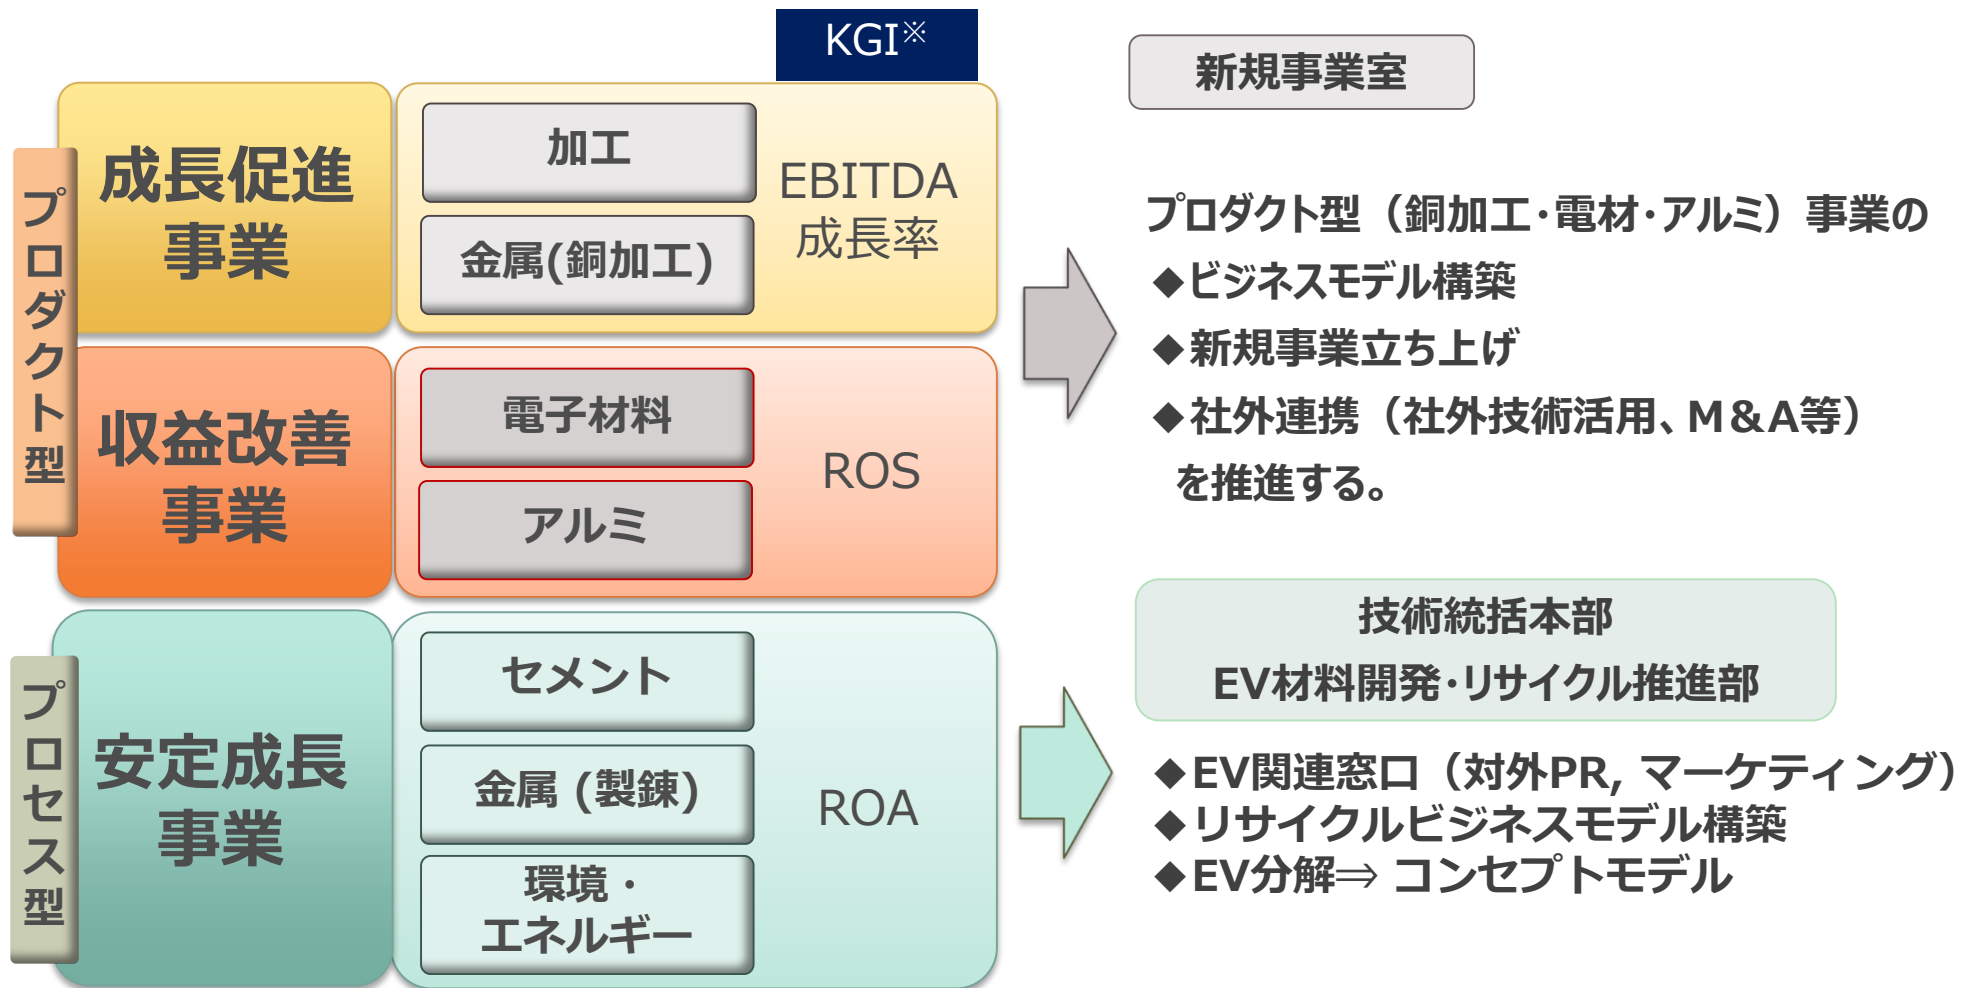 KGI※
プロダクト型
成長促進
事業
加工
金属(銅加工)
EBITDA
成長率
収益改善
事業
電子材料
アルミ
ROS
プロセス型
安定成長
事業
セメント
金属 (製錬)
環境・
エネルギー
ROA
新規事業室
プロダクト型（銅加工・電材・アルミ）事業の
◆ビジネスモデル構築
◆新規事業立ち上げ
◆社外連携（社外技術活用、M＆A等）
を推進する。
技術統括本部
EV材料開発・リサイクル推進部
◆EV関連窓口（対外PR, マーケティング）
◆リサイクルビジネスモデル構築
◆EV分解⇒ コンセプトモデル